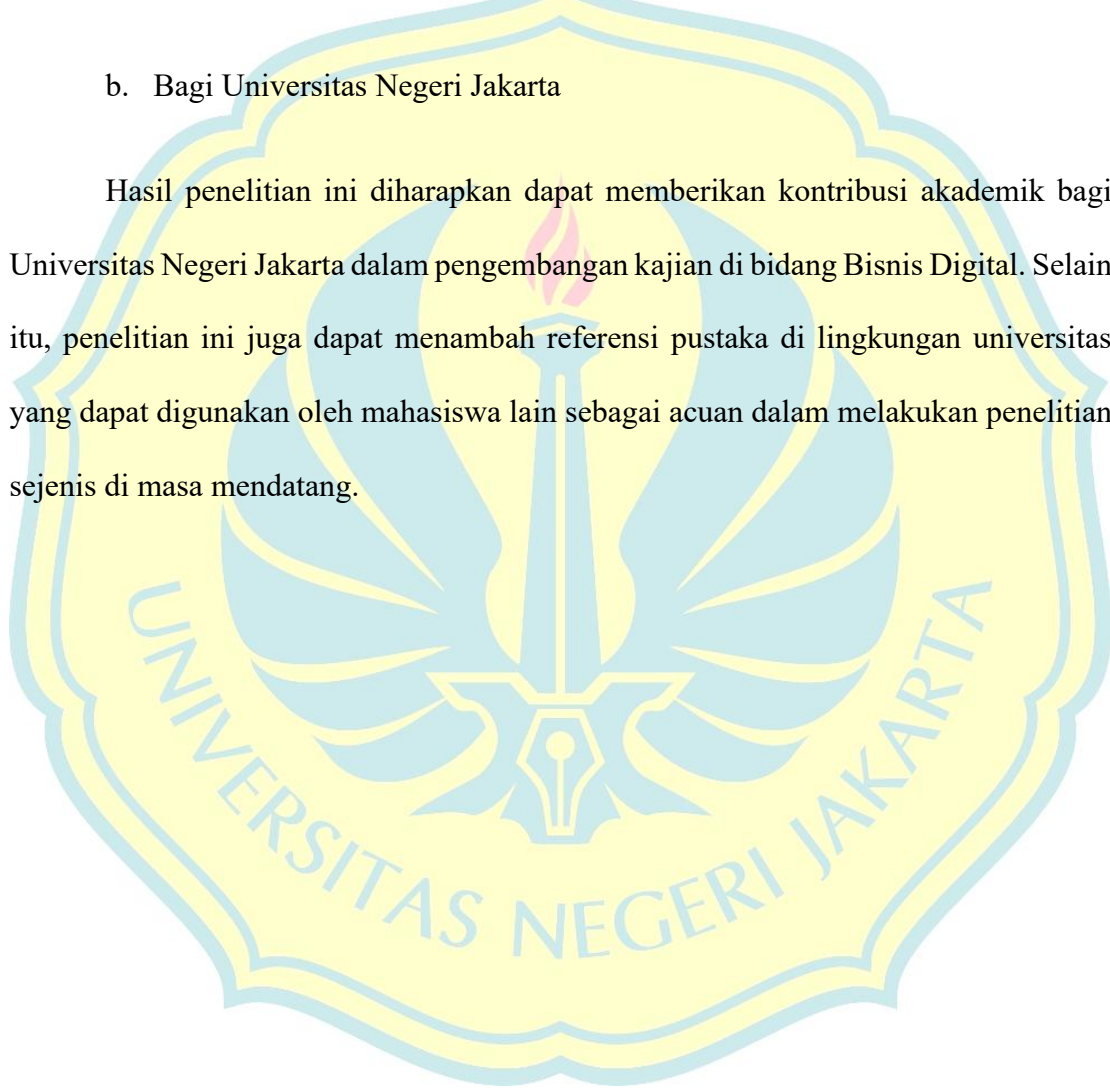 b. Bagi Universitas Negeri Jakarta
Hasil penelitian ini diharapkan dapat memberikan kontribusi akademik bagi
Universitas Negeri Jakarta dalam pengembangan kajian di bidang Bisnis Digital. Selain
itu, penelitian ini juga dapat menambah referensi pustaka di lingkungan universitas
yang dapat digunakan oleh mahasiswa lain sebagai acuan dalam melakukan penelitian
sejenis di masa mendatang.
UNIVERSITAS NEGERI JAKARTA